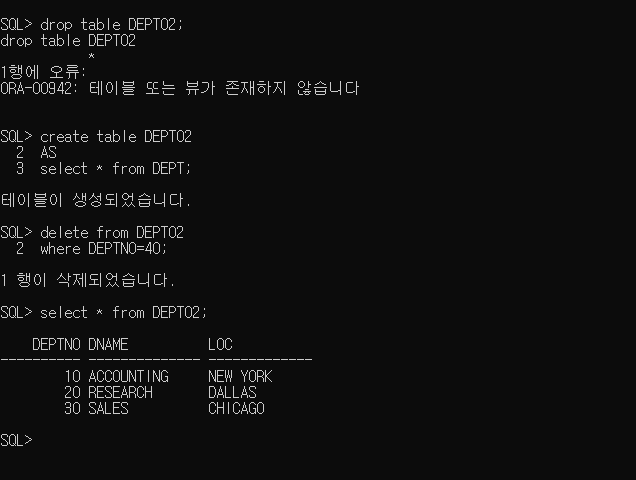 SQL> drop table DEPT02;
drop table DEPT02
           *
1행에 오류:
ORA-00942: 테이블 또는 뷰가 존재하지 않습니다
SQL> create table DEPT02
  2  AS
  3  select * from DEPT;
테이블이 생성되었습니다.
SQL> delete from DEPT02
  2  where DEPTNO=40;
1 행이 삭제되었습니다.
SQL> select * from DEPT02;
    DEPTNO DNAME          LOC
---------- -------------- -------------
        10 ACCOUNTING     NEW YORK
        20 RESEARCH       DALLAS
        30 SALES          CHICAGO
SQL>